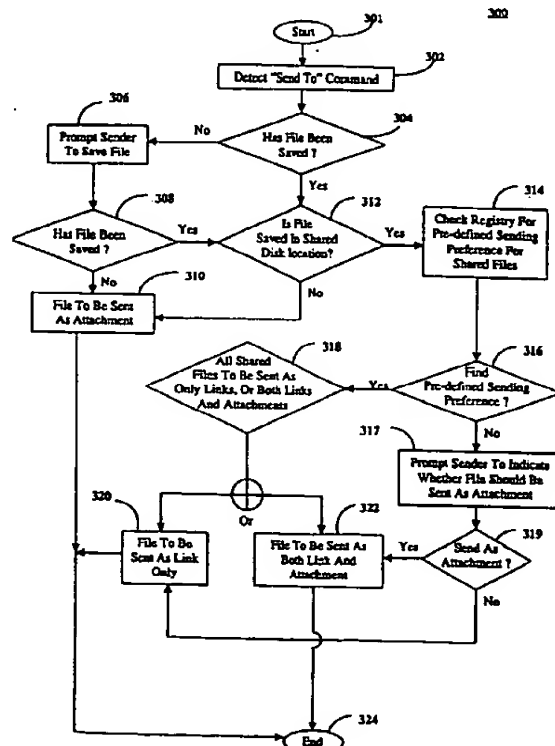 300
301
Start
302
Detect "Send To" Command
304
Has File Been
Saved ?
No
Yes
306
Prompt Sender
To Save File
308
Has File Been
Saved ?
Yes
No
312
Is File
Saved In Shared
Disk location?
Yes
No
314
Check Registry For
Pre-defined Sending
Preference For
Shared Files
310
File To Be Sent
As Attachment
316
Find
Pre-defined Sending
Preference ?
Yes
No
318
All Shared
Files To Be Sent As
Only Links, Or Both Links
And Attachments
317
Prompt Sender To Indicate
Whether File Should Be
Sent As Attachment
Or
320
File To Be
Sent As Link
Only
322
File To Be Sent As
Both Link And
Attachment
319
Send As
Attachment ?
Yes
No
324
End